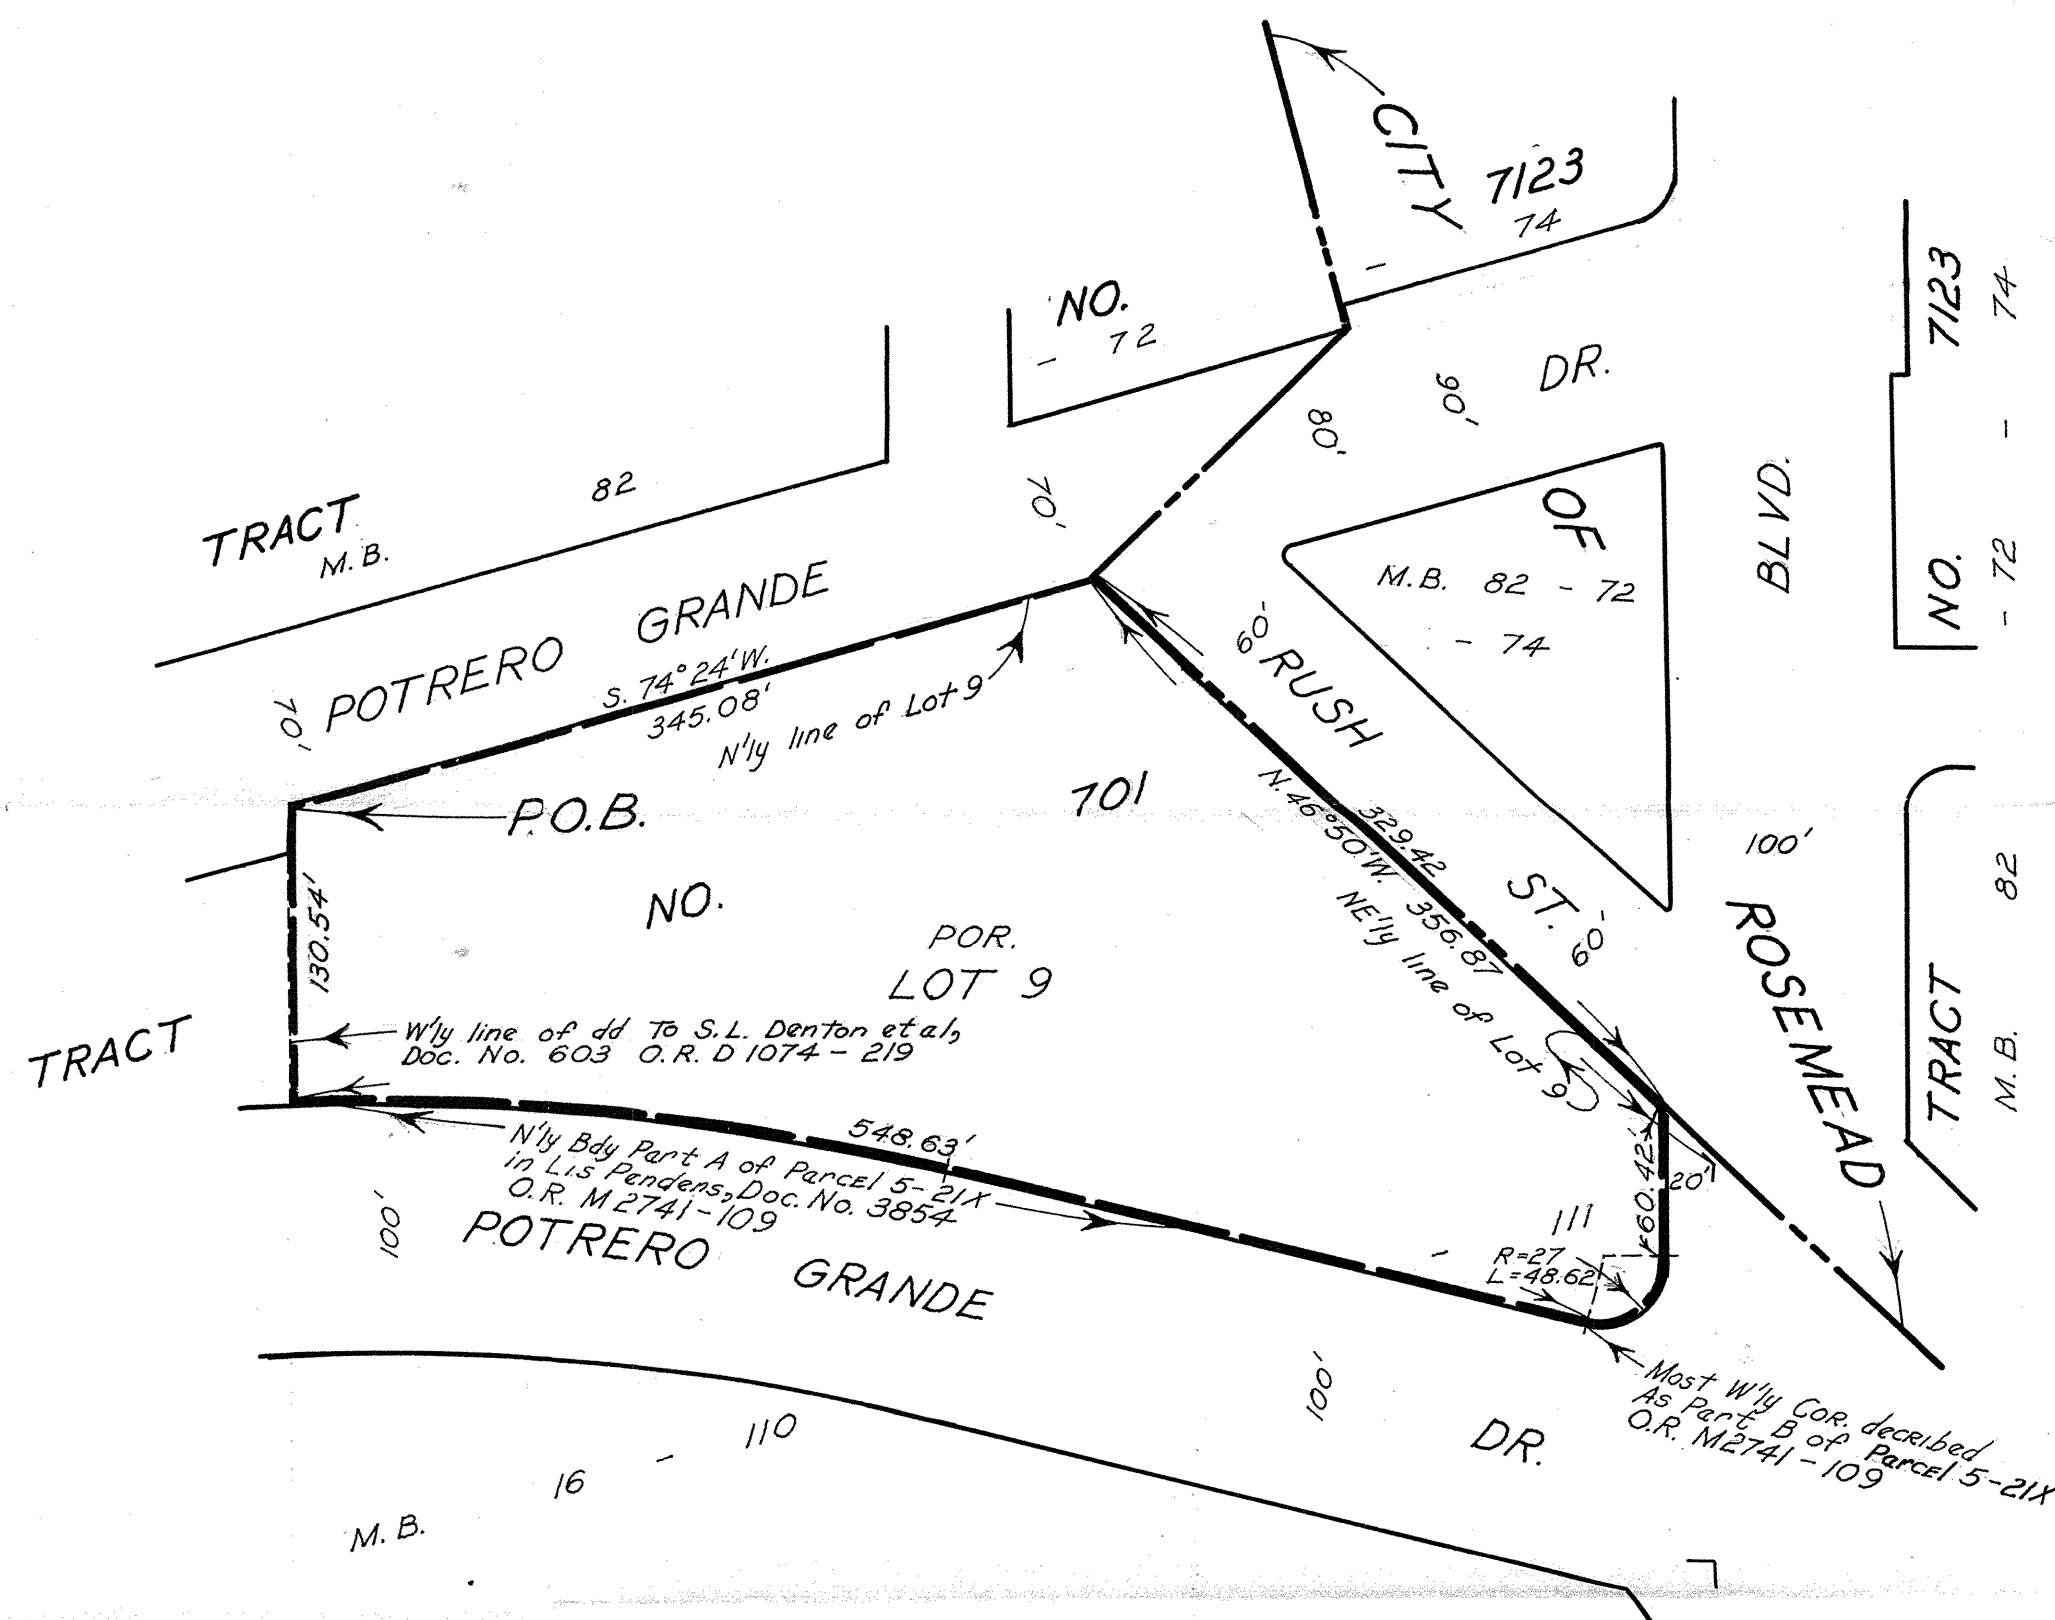 CITY
7123
74
-
NO.
- 72
DR.
90'
80'
70'
82
TRACT
M.B.
POTRERO GRANDE
70'
S. 74°24'W.
345.08'
N'ly line of Lot 9
P.O.B.
701
NO.
POR.
LOT 9
130.54'
TRACT
W'ly line of dd To S.L. Denton et al,
Doc. No. 603 O.R. D 1074 - 219
OF
M.B. 82 - 72
- 74
60'
RUSH
ST.
60'
329.42
N. 46°50'W. 356.87
NE'ly line of Lot 9
BLVD.
100'
ROSEMEAD
NO. 7123
- 72 - 74
TRACT
M.B. 82
548.63'
N'ly Bdy Part A of Parcel 5-21X
in Lis Pendens, Doc. No. 3854
O.R. M 2741-109
100'
POTRERO GRANDE
60.42'
20'
- 111
R=27
L=48.62
Most W'ly Cor. decribed
As Part B of Parcel 5-21X
O.R. M2741-109
100'
DR.
M.B. 16 - 110